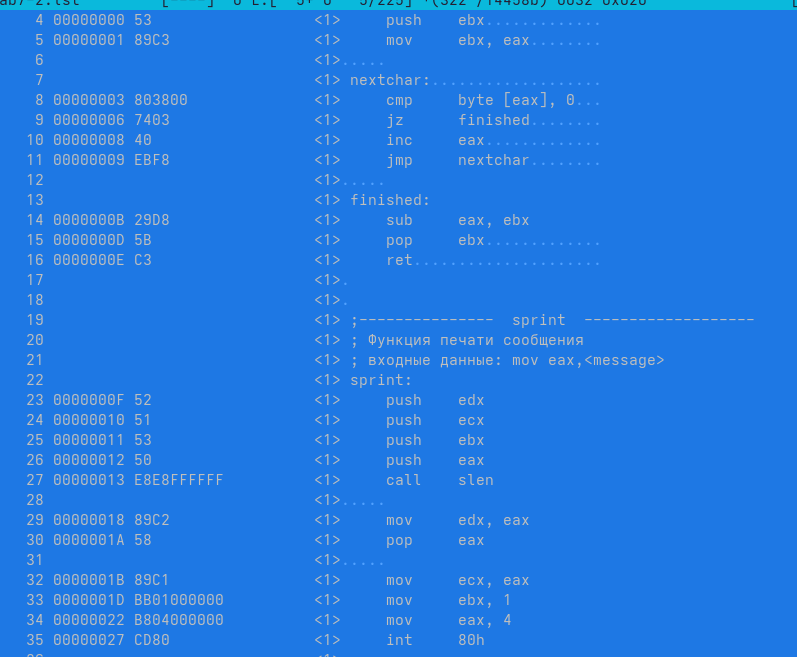 4 00000000 53 <1> push ebx.............
5 00000001 89C3 <1> mov ebx, eax........
6 <1>.....
7 <1> nextchar:...................
8 00000003 803800 <1> cmp byte [eax], 0...
9 00000006 7403 <1> jz finished........
10 00000008 40 <1> inc eax.............
11 00000009 EBF8 <1> jmp nextchar........
12 <1>.....
13 <1> finished:
14 0000000B 29D8 <1> sub eax, ebx
15 0000000D 5B <1> pop ebx.............
16 0000000E C3 <1> ret.....................
17 <1>.
18 <1>.
19 <1> ;--------------- sprint -------------------
20 <1> ; Функция печати сообщения
21 <1> ; входные данные: mov eax,<message>
22 <1> sprint:
23 0000000F 52 <1> push edx
24 00000010 51 <1> push ecx
25 00000011 53 <1> push ebx
26 00000012 50 <1> push eax
27 00000013 E8E8FFFFFF <1> call slen
28 <1>.....
29 00000018 89C2 <1> mov edx, eax
30 0000001A 58 <1> pop eax
31 <1>.....
32 0000001B 89C1 <1> mov ecx, eax
33 0000001D BB01000000 <1> mov ebx, 1
34 00000022 B804000000 <1> mov eax, 4
35 00000027 CD80 <1> int 80h